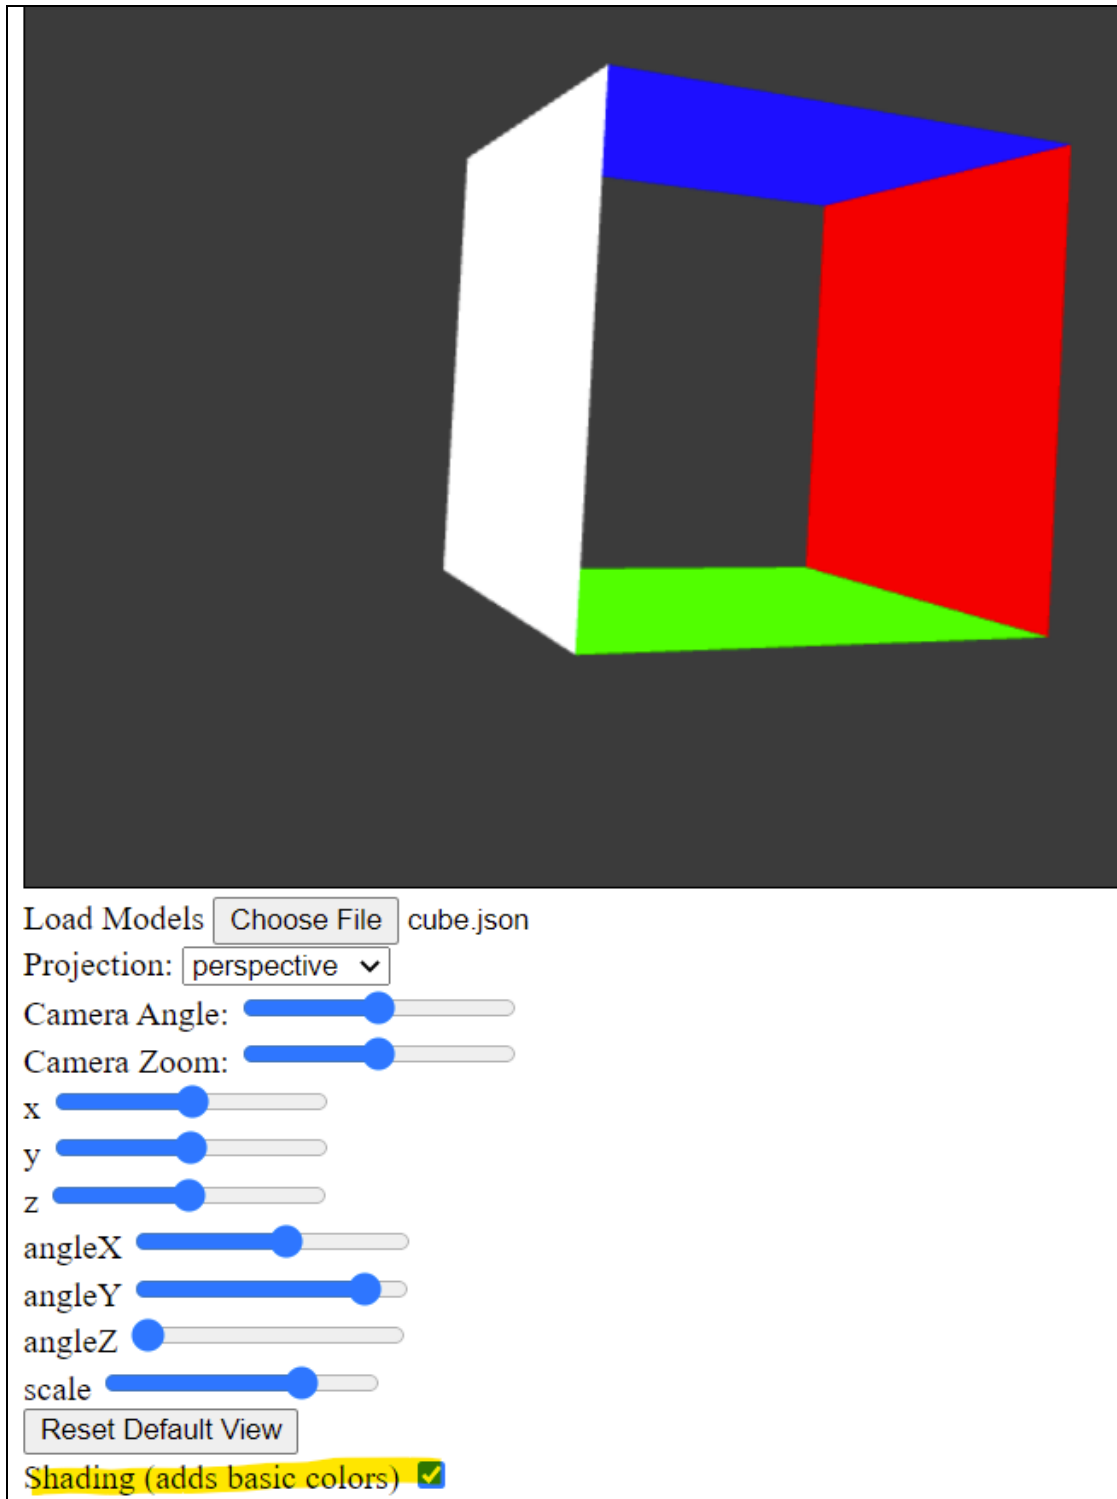 Load Models Choose File cube.json
Projection: perspective
Camera Angle:
Camera Zoom:
x
y
z
angleX
angleY
angleZ
scale
Reset Default View
Shading (adds basic colors)